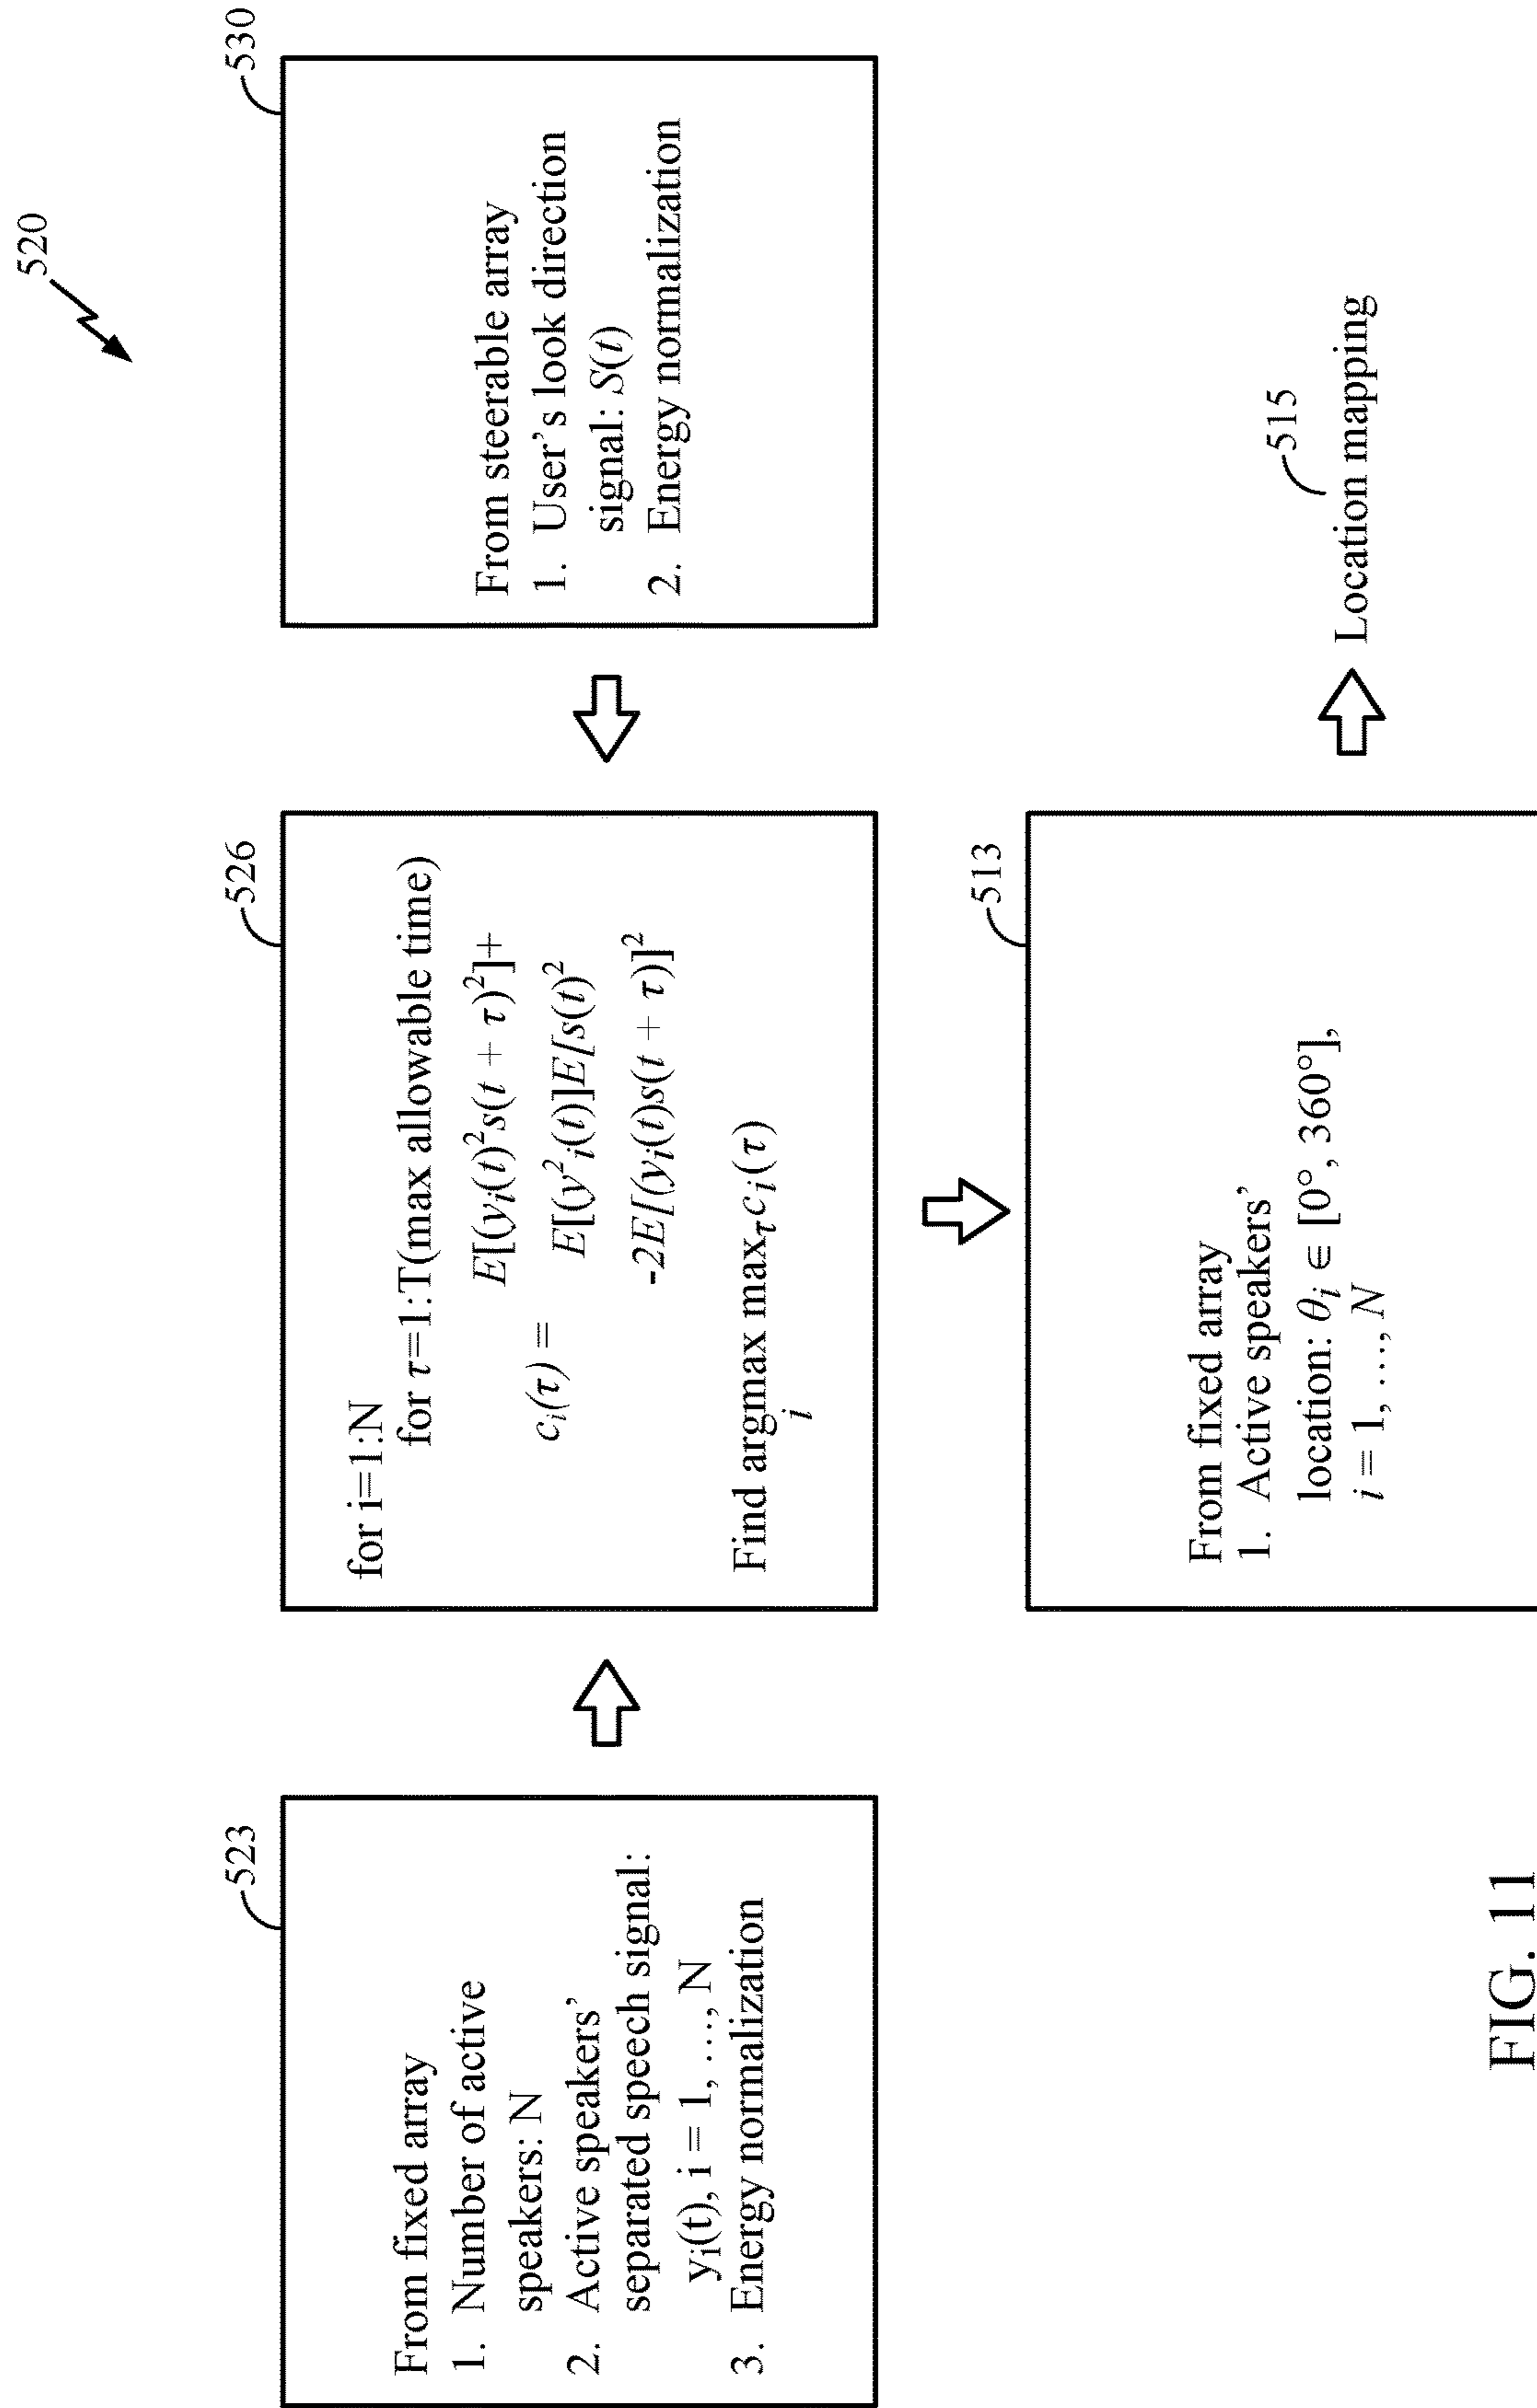 520
523
From fixed array
1. Number of active
speakers: N
2. Active speakers’
separated speech signal:
yi(t), i = 1, …., N
3. Energy normalization
526
for i=1:N
for τ=1:T(max allowable time)
E[(yi(t)²s(t + τ)²]+
ci(τ) = E[(y²i(t)]E[s(t)²
-2E[(yi(t)s(t + τ)]²
Find argmax maxτci(τ)
i
530
From steerable array
1. User’s look direction
signal: S(t)
2. Energy normalization
513
From fixed array
1. Active speakers’
location: θi ∈ [0°, 360°],
i = 1, …, N
515
Location mapping
FIG. 11